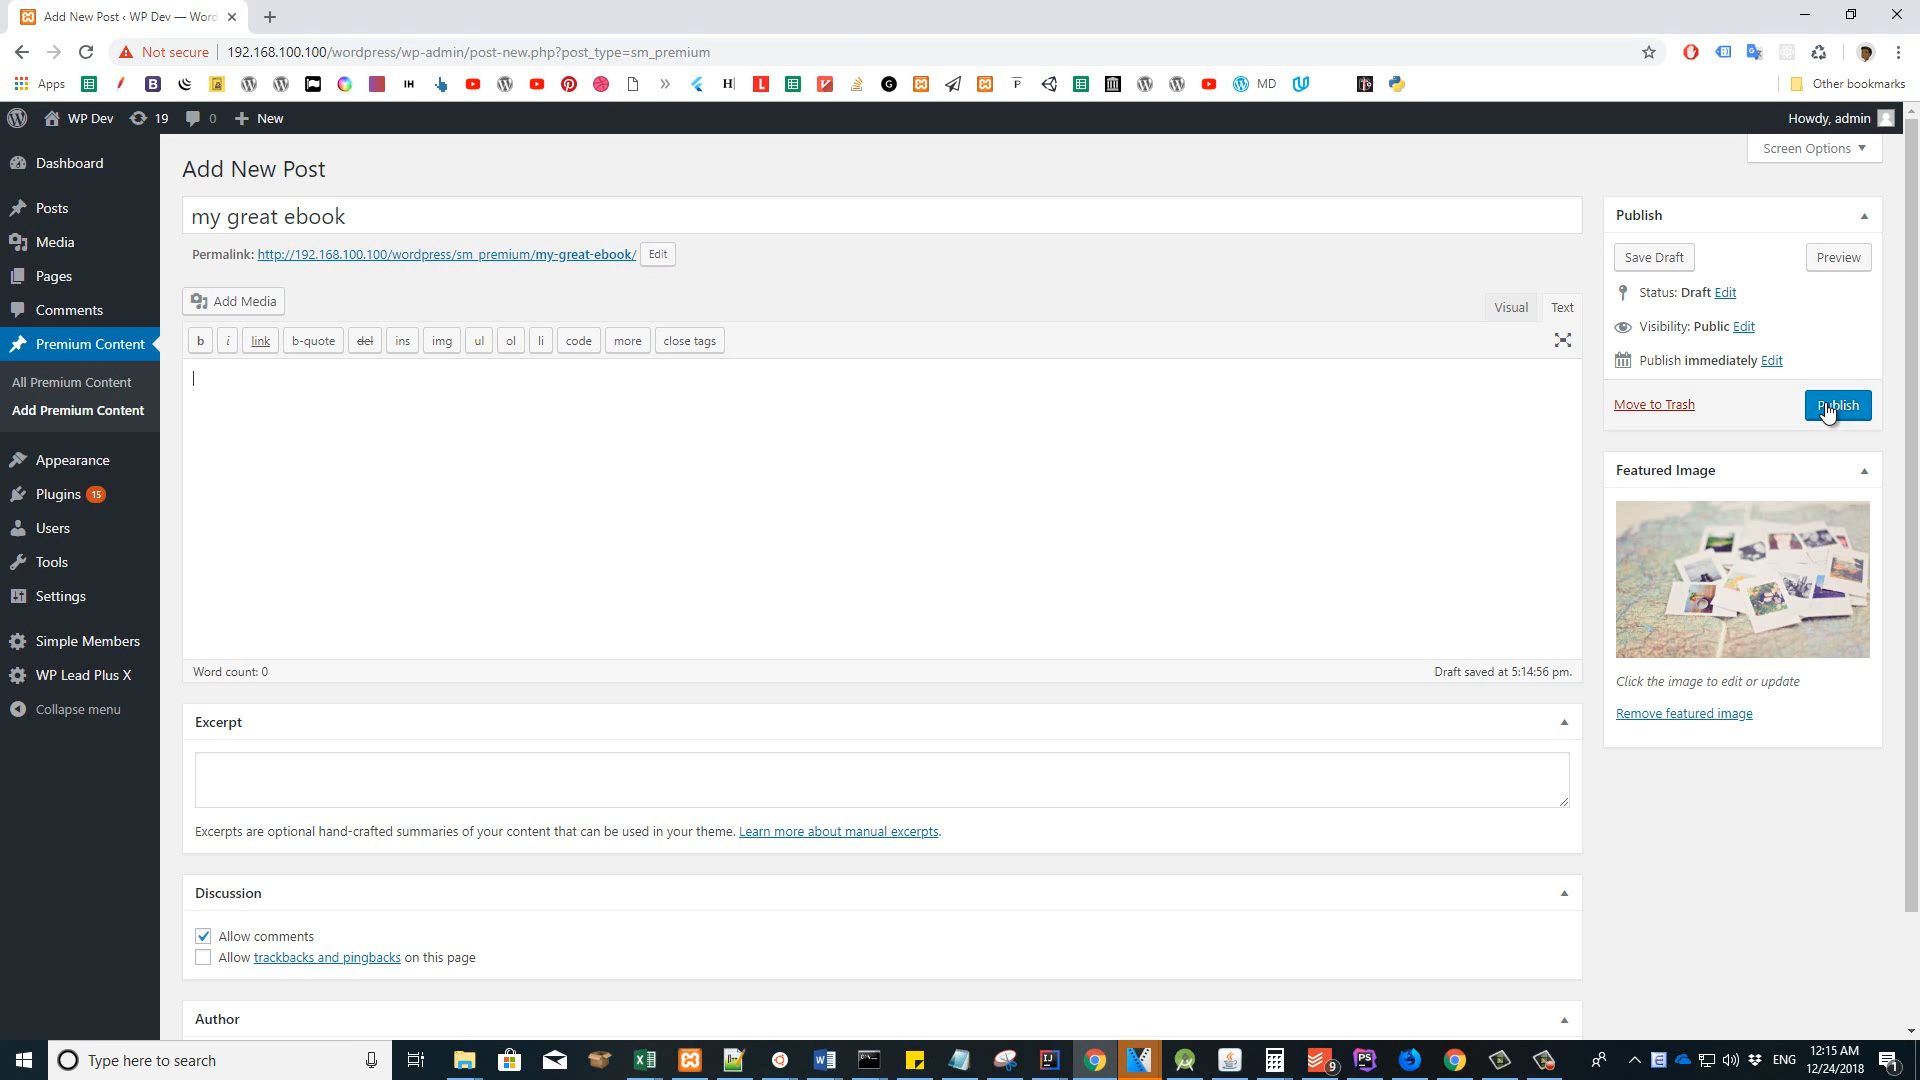 Add New Post ‹ WP Dev — Word
Not secure
192.168.100.100/wordpress/wp-admin/post-new.php?post_type=sm_premium
Apps
MD
Other bookmarks
WP Dev
19
0
New
Howdy, admin
Screen Options
Dashboard
Posts
Media
Pages
Comments
Premium Content
All Premium Content
Add Premium Content
Appearance
Plugins 15
Users
Tools
Settings
Simple Members
WP Lead Plus X
Collapse menu
Add New Post
my great ebook
Permalink: http://192.168.100.100/wordpress/sm_premium/my-great-ebook/ Edit
Add Media
Visual Text
b i link b-quote del ins img ul ol li code more close tags
Word count: 0
Draft saved at 5:14:56 pm.
Excerpt
Excerpts are optional hand-crafted summaries of your content that can be used in your theme. Learn more about manual excerpts.
Discussion
Allow comments
Allow trackbacks and pingbacks on this page
Author
Publish
Save Draft Preview
Status: Draft Edit
Visibility: Public Edit
Publish immediately Edit
Move to Trash Publish
Featured Image
Click the image to edit or update
Remove featured image
Type here to search
ENG
12:15 AM
12/24/2018